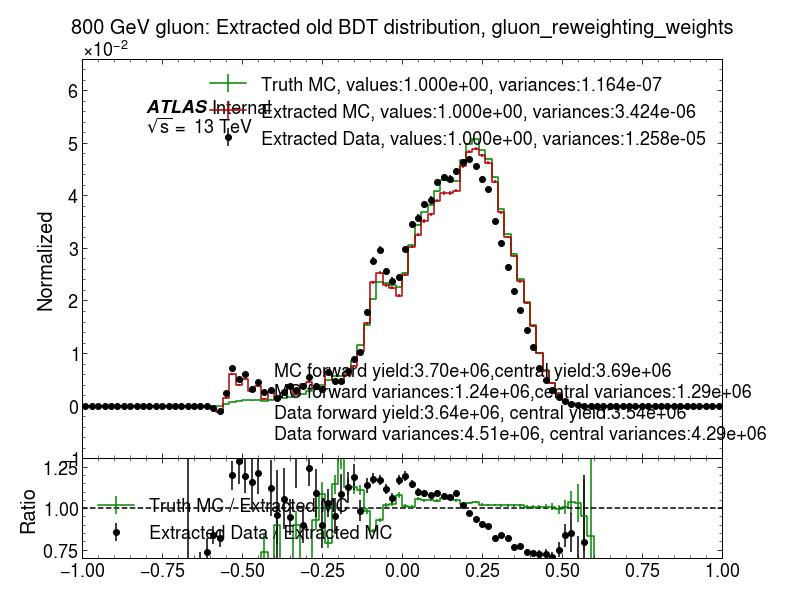 800 GeV gluon: Extracted old BDT distribution, gluon_reweighting_weights
×10−2
Truth MC, values:1.000e+00, variances:1.164e-07
ATLAS Internal
Extracted MC, values:1.000e+00, variances:3.424e-06
√s = 13 TeV
Extracted Data, values:1.000e+00, variances:1.258e-05
6
5
4
3
2
1
0
−1
Normalized
MC forward yield:3.70e+06,central yield:3.69e+06
MC forward variances:1.24e+06,central variances:1.29e+06
Data forward yield:3.64e+06, central yield:3.54e+06
Data forward variances:4.51e+06, central variances:4.29e+06
1.25
1.00
0.75
Ratio
Truth MC / Extracted MC
Extracted Data / Extracted MC
−1.00 −0.75 −0.50 −0.25 0.00 0.25 0.50 0.75 1.00